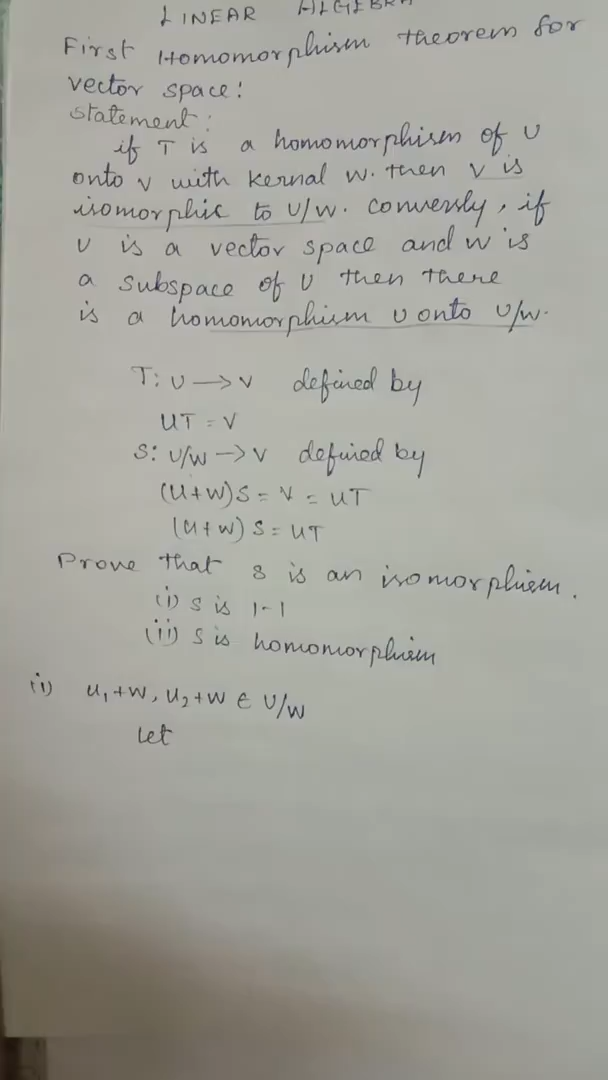 LINEAR ALGEBRA
First Homomorphism theorem for
vector space:
Statement:
if T is a homomorphism of U
onto V with kernal W. then V is
isomorphic to U/W. conversly, if
U is a vector space and W is
a subspace of U then there
is a homomorphism U onto U/W.
T: U → V defined by
UT = V
S: U/W → V defined by
(U+W)S = V = UT
(U+W) S = UT
Prove that S is an isomorphism.
(i) S is 1-1
(ii) S is homomorphism
(i) u₁+W, u₂+W ∈ U/W
Let